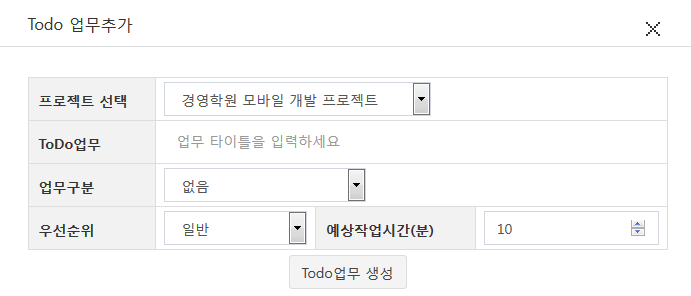 Todo 업무추가
프로젝트 선택 경영학원 모바일 개발 프로젝트
ToDo업무 업무 타이틀을 입력하세요
업무구분 없음
우선순위 일반 예상작업시간(분) 10
Todo업무 생성